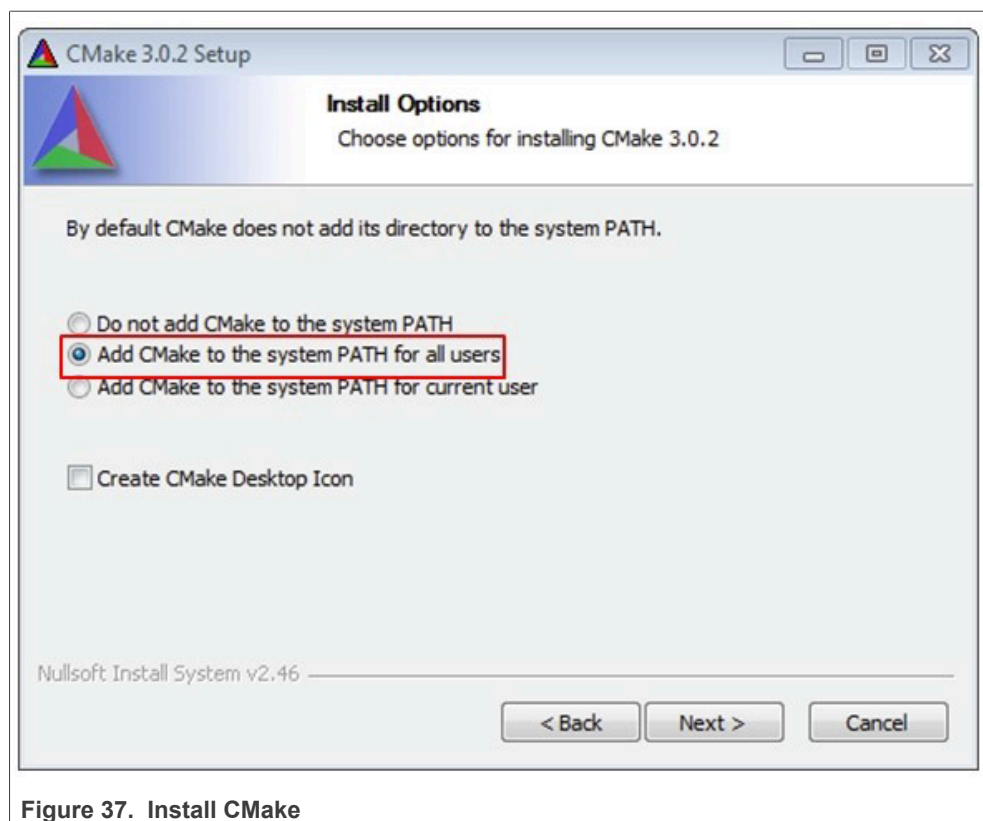 CMake 3.0.2 Setup
Install Options
Choose options for installing CMake 3.0.2
By default CMake does not add its directory to the system PATH.
Do not add CMake to the system PATH
Add CMake to the system PATH for all users
Add CMake to the system PATH for current user
Create CMake Desktop Icon
Nullsoft Install System v2.46
< Back Next > Cancel
Figure 37. Install CMake